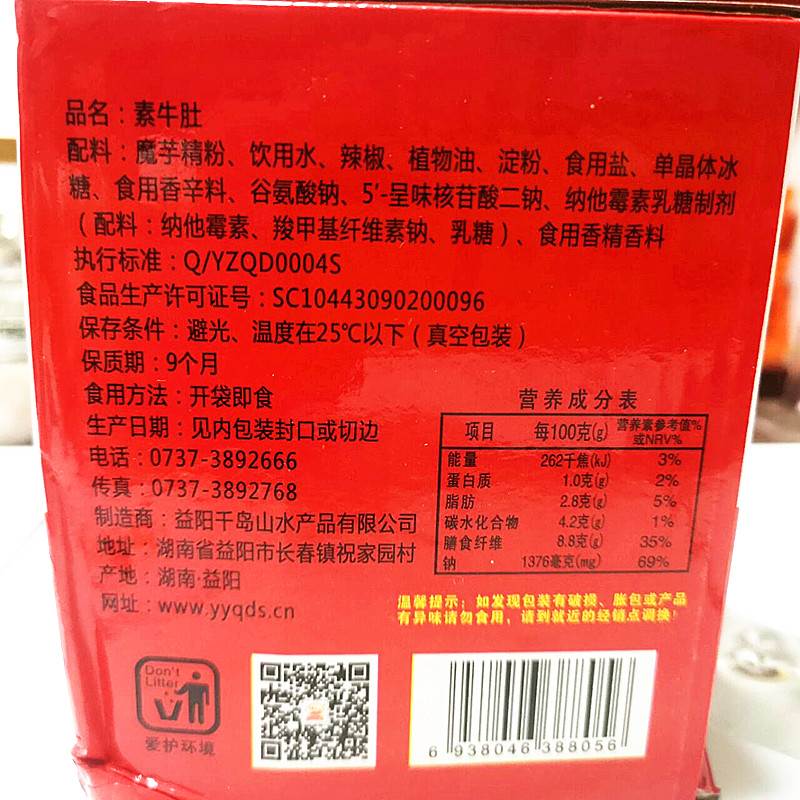 品名：素牛肚
配料：魔芋精粉、饮用水、辣椒、植物油、淀粉、食用盐、单晶体冰
糖、食用香辛料、谷氨酸钠、5’-呈味核苷酸二钠、纳他霉素乳糖制剂
（配料：纳他霉素、羧甲基纤维素钠、乳糖）、食用香精香料
执行标准：Q/YZQD0004S
食品生产许可证号：SC10443090200096
保存条件：避光、温度在25℃以下（真空包装）
保质期：9个月
食用方法：开袋即食
生产日期：见内包装封口或切边
电话：0737-3892666
传真：0737-3892768
制造商：益阳千岛山水产品有限公司
地址：湖南省益阳市长春镇祝家园村
产地：湖南·益阳
网址：www.yyqds.cn
营养成分表
项目 每100克(g) 营养素参考值%或NRV%
能量 262千焦(kJ) 3%
蛋白质 1.0克(g) 2%
脂肪 2.8克(g) 5%
碳水化合物 4.2克(g) 1%
膳食纤维 8.8克(g) 35%
钠 1376毫克(mg) 69%
温馨提示：如发现包装有破损、胀包或产品
有异味请勿食用，请到就近的经销点调换！
Don't
Litter
爱护环境
6 938046 388056